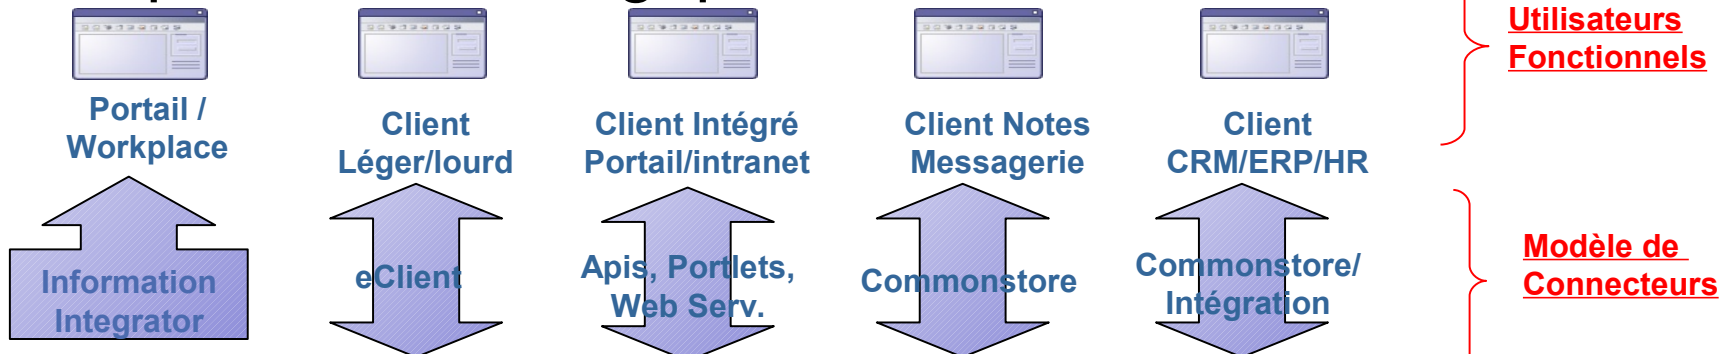 Utilisateurs
Fonctionnels
Portail /
Workplace
Client
Léger/lourd
Client Intégré
Portail/intranet
Client Notes
Messagerie
Client
CRM/ERP/HR
Information
Integrator
eClient
Apis, Portlets,
Web Serv.
Commonstore
Commonstore/
Intégration
Modèle de
Connecteurs